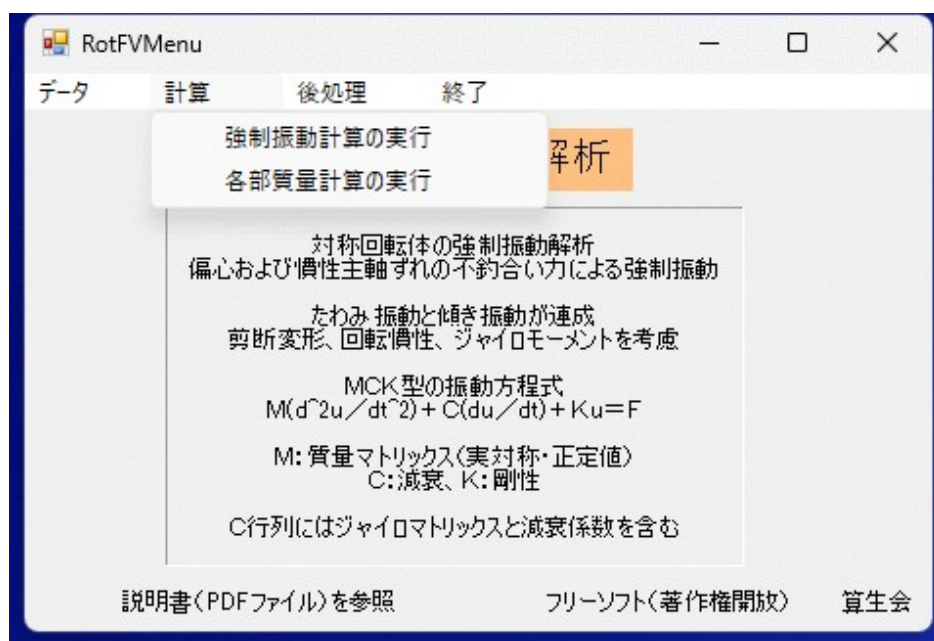 RotFVMenu
データ 計算 後処理 終了
強制振動計算の実行
各部質量計算の実行
解析
対称回転体の強制振動解析
偏心および慣性主軸ずれの不釣合い力による強制振動
たわみ振動と傾き振動が連成
剪断変形、回転慣性、ジャイロモーメントを考慮
MCK型の振動方程式
M(d^2u／dt^2)+C(du／dt)+Ku=F
M:質量マトリックス(実対称・正定値)
C:減衰、K:剛性
C行列にはジャイロマトリックスと減衰係数を含む
説明書(PDFファイル)を参照 フリーソフト(著作権開放) 算生会